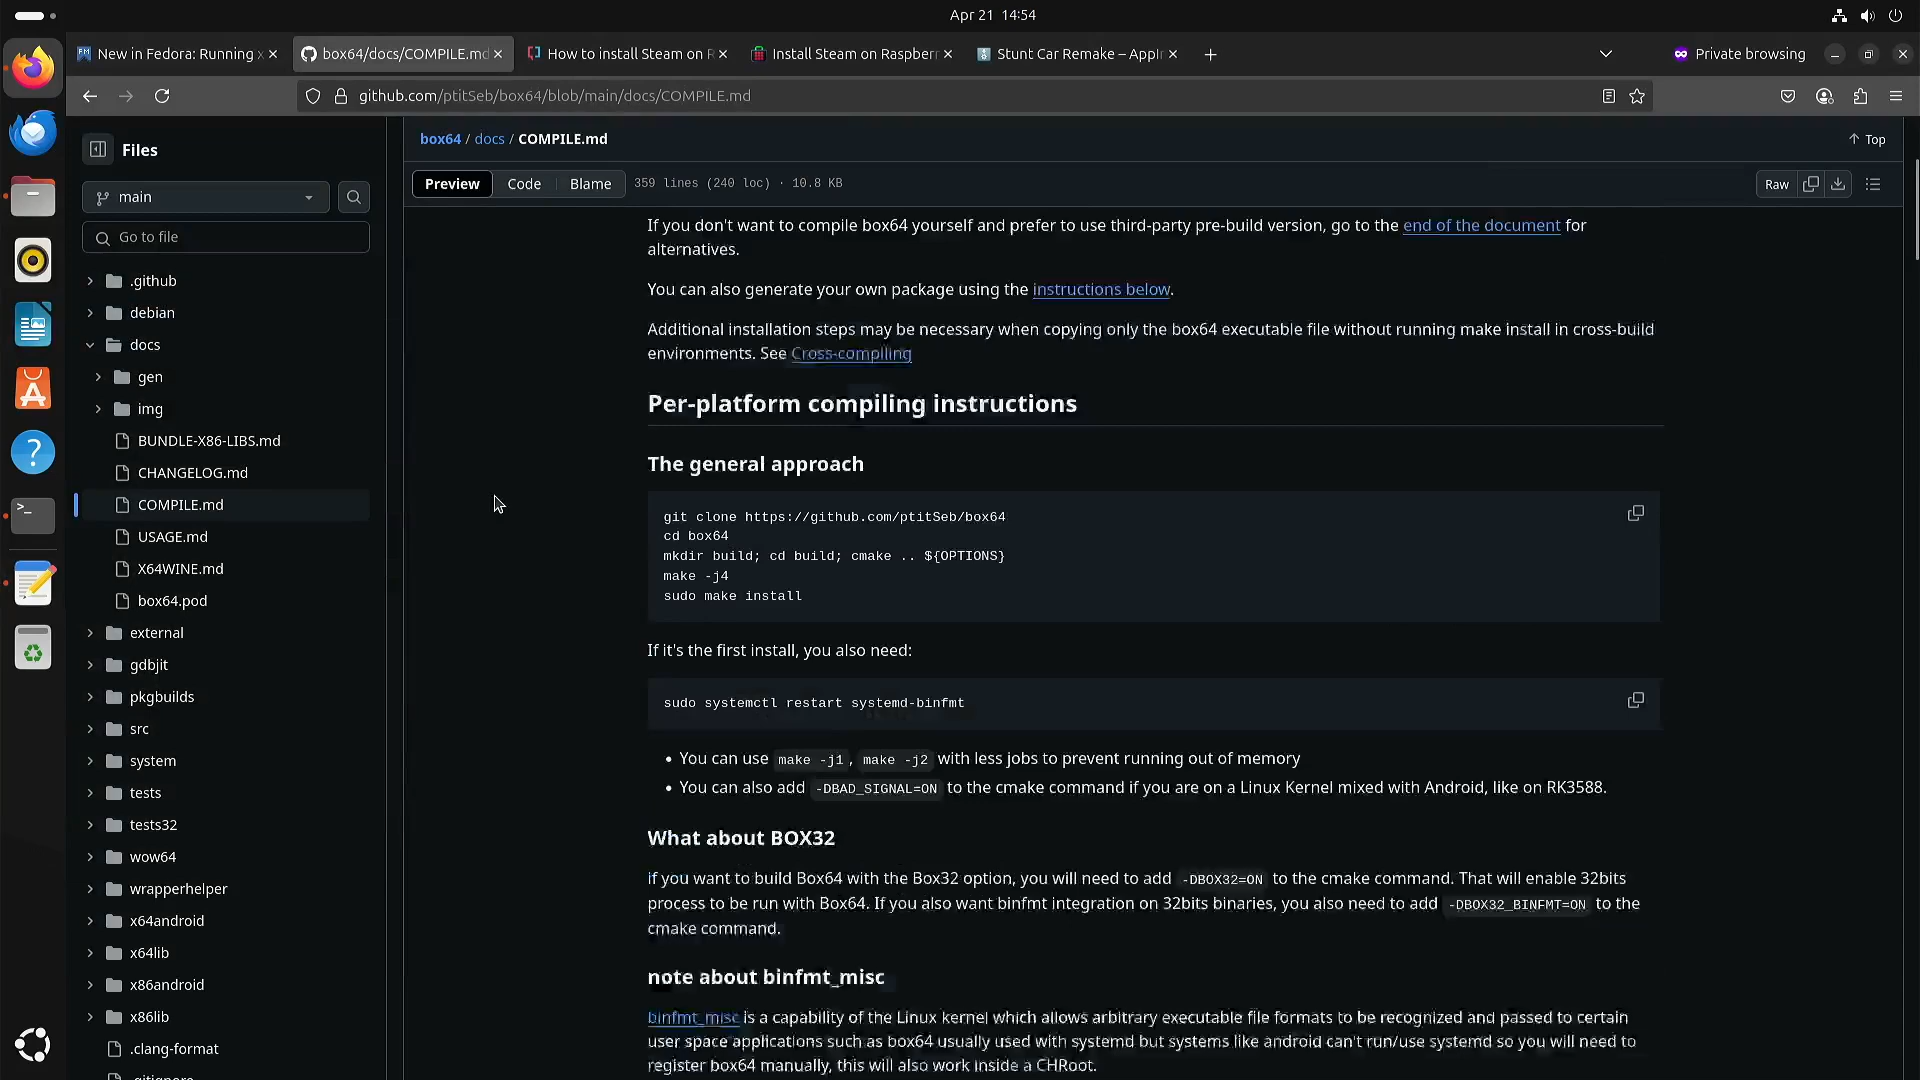 Apr 21 14:54
New in Fedora: Running x
box64/docs/COMPILE.md
How to install Steam on R
Install Steam on Raspberr
Stunt Car Remake – AppIm
Private browsing
github.com/ptitSeb/box64/blob/main/docs/COMPILE.md
Files
main
Go to file
.github
debian
docs
gen
img
BUNDLE-X86-LIBS.md
CHANGELOG.md
COMPILE.md
USAGE.md
X64WINE.md
box64.pod
external
gdbjit
pkgbuilds
src
system
tests
tests32
wow64
wrapperhelper
x64android
x64lib
x86android
x86lib
.clang-format
.gitignore
box64 / docs / COMPILE.md
Top
Preview
Code
Blame
359 lines (240 loc) · 10.8 KB
Raw
If you don't want to compile box64 yourself and prefer to use third-party pre-build version, go to the end of the document for
alternatives.
You can also generate your own package using the instructions below.
Additional installation steps may be necessary when copying only the box64 executable file without running make install in cross-build
environments. See Cross-compiling
Per-platform compiling instructions
The general approach
git clone https://github.com/ptitSeb/box64
cd box64
mkdir build; cd build; cmake .. ${OPTIONS}
make -j4
sudo make install
If it's the first install, you also need:
sudo systemctl restart systemd-binfmt
• You can use make -j1, make -j2 with less jobs to prevent running out of memory
• You can also add -DBAD_SIGNAL=ON to the cmake command if you are on a Linux Kernel mixed with Android, like on RK3588.
What about BOX32
if you want to build Box64 with the Box32 option, you will need to add -DBOX32=ON to the cmake command. That will enable 32bits
process to be run with Box64. If you also want binfmt integration on 32bits binaries, you also need to add -DBOX32_BINFMT=ON to the
cmake command.
note about binfmt_misc
binfmt_misc is a capability of the Linux kernel which allows arbitrary executable file formats to be recognized and passed to certain
user space applications such as box64 usually used with systemd but systems like android can't run/use systemd so you will need to
register box64 manually, this will also work inside a CHRoot.